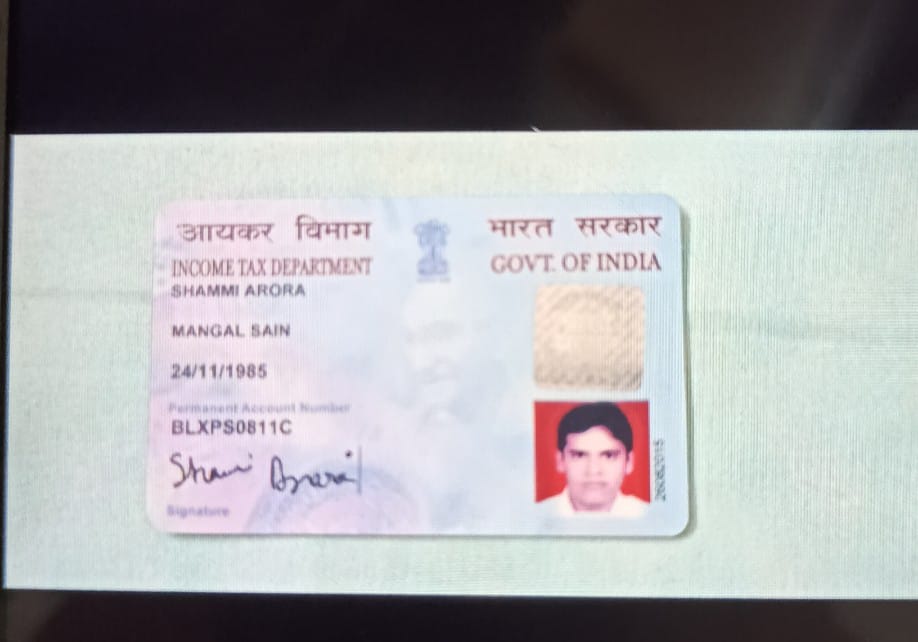 आयकर विभाग
भारत सरकार
INCOME TAX DEPARTMENT
GOVT. OF INDIA
SHAMMI ARORA
MANGAL SAIN
24/11/1985
Permanent Account Number
BLXPS0811C
Shami Arora
Signature